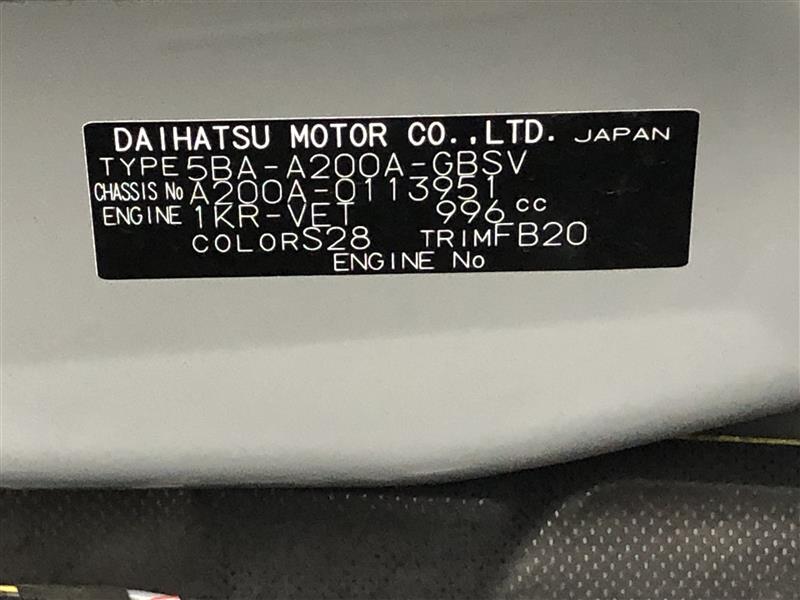 DAIHATSU MOTOR CO.,LTD. JAPAN
TYPE 5BA-A200A-GBSV
CHASSIS No A200A-0113951
ENGINE 1KR-VET 996 cc
COLOR S28 TRIM FB20
ENGINE No